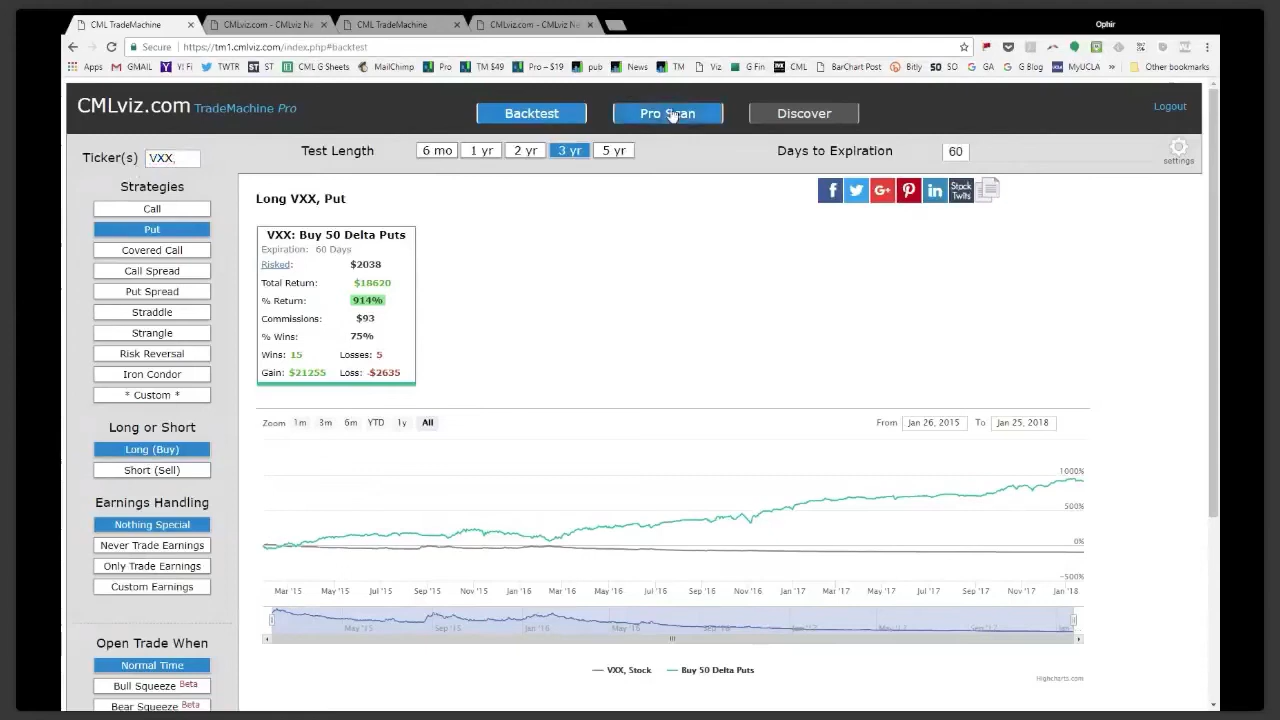 CML TradeMachine
CMLviz.com - CMLviz Ne
CML TradeMachine
CMLviz.com - CMLviz Ne
Ophir
Secure
https://tm1.cmlviz.com/index.php#backtest
Apps
GMAIL
Y! Fi
TWTR
ST
CML G Sheets
MailChimp
Pro
TM $49
Pro – $19
pub
News
TM
Viz
G Fin
CML
BarChart Post
Bitly
SO
GA
G Blog
MyUCLA
»
Other bookmarks
CMLviz.com TradeMachine Pro
Backtest
Pro Scan
Discover
Logout
Ticker(s) VXX,
Test Length
6 mo
1 yr
2 yr
3 yr
5 yr
Days to Expiration
60
settings
Strategies
Call
Put
Covered Call
Call Spread
Put Spread
Straddle
Strangle
Risk Reversal
Iron Condor
* Custom *
Long or Short
Long (Buy)
Short (Sell)
Earnings Handling
Nothing Special
Never Trade Earnings
Only Trade Earnings
Custom Earnings
Open Trade When
Normal Time
Bull Squeeze Beta
Bear Squeeze Beta
Long VXX, Put
Stock Twits
VXX: Buy 50 Delta Puts
Expiration: 60 Days
Risked: $2038
Total Return: $18620
% Return: 914%
Commissions: $93
% Wins: 75%
Wins: 15 Losses: 5
Gain: $21255 Loss: -$2635
Zoom 1m 3m 6m YTD 1y All
From Jan 26, 2015 To Jan 25, 2018
1000%
500%
0%
-500%
Mar '15 May '15 Jul '15 Sep '15 Nov '15 Jan '16 Mar '16 May '16 Jul '16 Sep '16 Nov '16 Jan '17 Mar '17 May '17 Jul '17 Sep '17 Nov '17 Jan '18
May '15 Sep '15 Jan '16 May '16
VXX, Stock Buy 50 Delta Puts
Highcharts.com